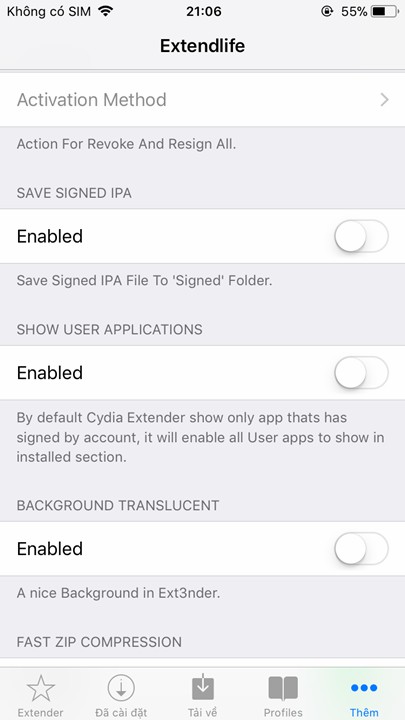 Không có SIM 21:06 55%
Extendlife
Activation Method
Action For Revoke And Resign All.
SAVE SIGNED IPA
Enabled
Save Signed IPA File To 'Signed' Folder.
SHOW USER APPLICATIONS
Enabled
By default Cydia Extender show only app thats has
signed by account, it will enable all User apps to show in
installed section.
BACKGROUND TRANSLUCENT
Enabled
A nice Background in Ext3nder.
FAST ZIP COMPRESSION
Extender Đã cài đặt Tải về Profiles Thêm